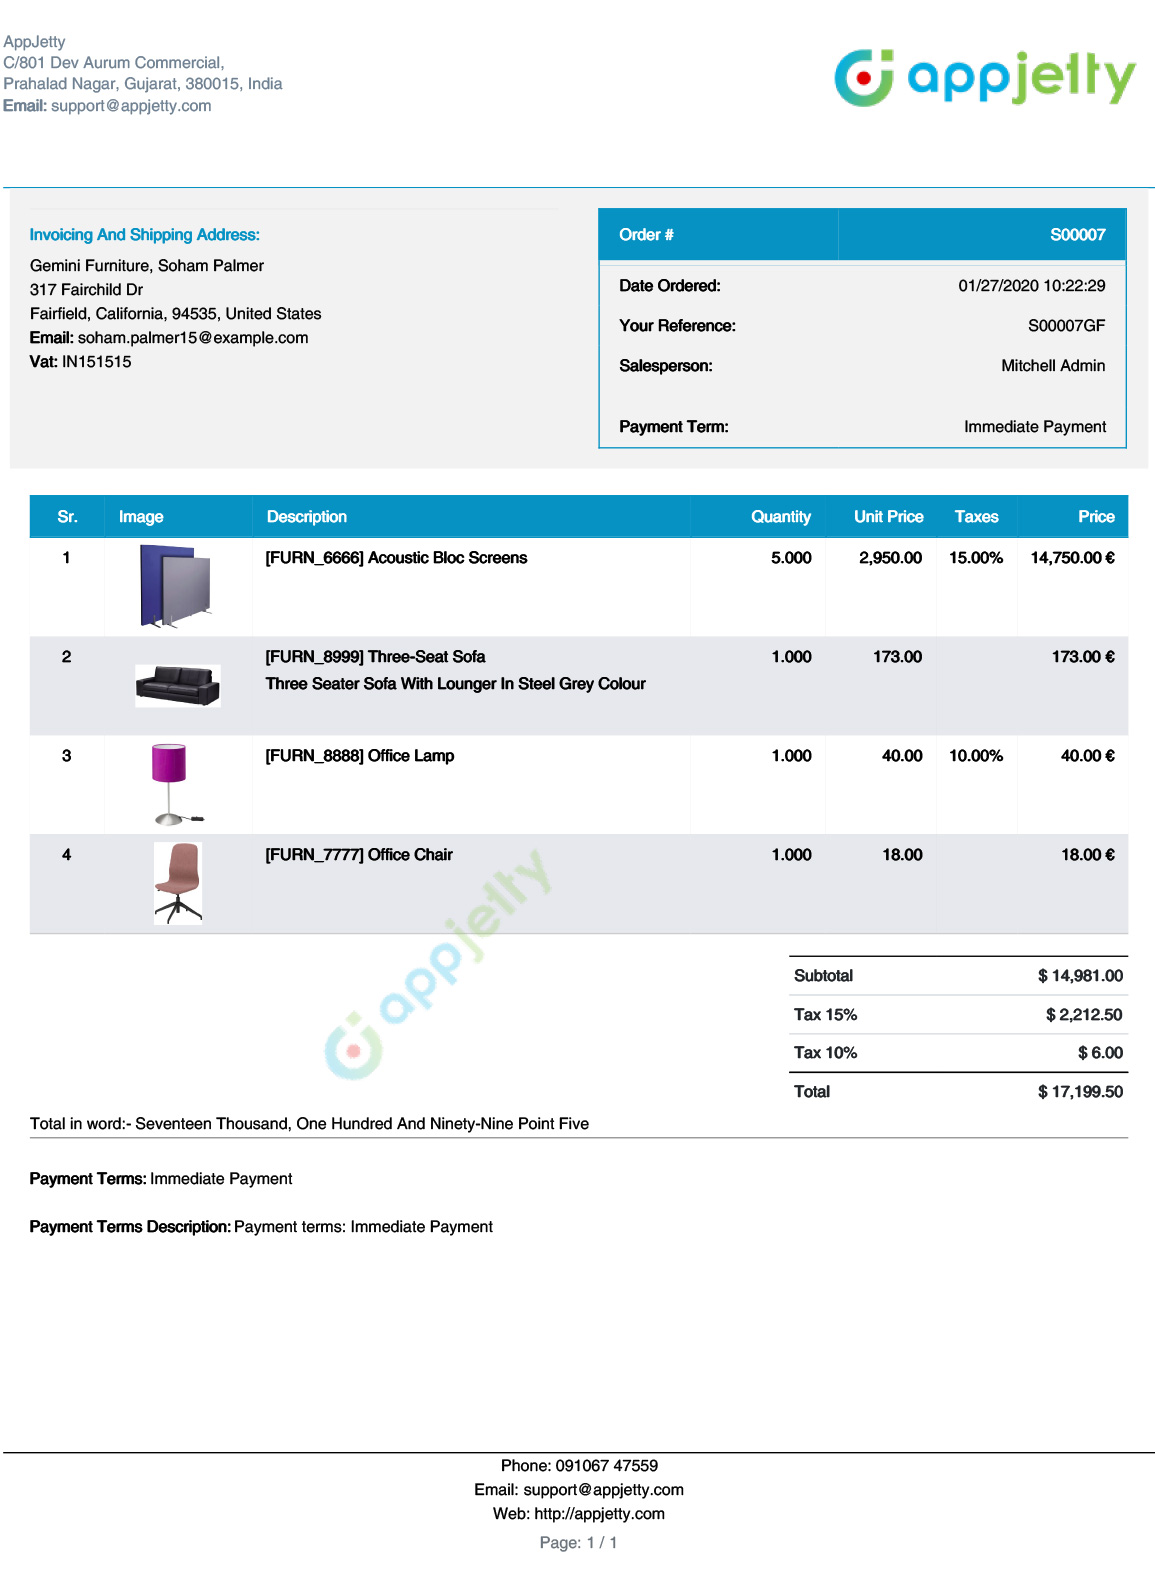 AppJetty
C/801 Dev Aurum Commercial,
Prahalad Nagar, Gujarat, 380015, India
Email: support@appjetty.com
appjetty
Invoicing And Shipping Address:
Gemini Furniture, Soham Palmer
317 Fairchild Dr
Fairfield, California, 94535, United States
Email: soham.palmer15@example.com
Vat: IN151515
Order # S00007
Date Ordered: 01/27/2020 10:22:29
Your Reference: S00007GF
Salesperson: Mitchell Admin
Payment Term: Immediate Payment
Sr. Image Description Quantity Unit Price Taxes Price
1 [FURN_6666] Acoustic Bloc Screens 5.000 2,950.00 15.00% 14,750.00 €
2 [FURN_8999] Three-Seat Sofa 1.000 173.00 173.00 €
Three Seater Sofa With Lounger In Steel Grey Colour
3 [FURN_8888] Office Lamp 1.000 40.00 10.00% 40.00 €
4 [FURN_7777] Office Chair 1.000 18.00 18.00 €
appjetty
Subtotal $ 14,981.00
Tax 15% $ 2,212.50
Tax 10% $ 6.00
Total $ 17,199.50
Total in word:- Seventeen Thousand, One Hundred And Ninety-Nine Point Five
Payment Terms: Immediate Payment
Payment Terms Description: Payment terms: Immediate Payment
Phone: 091067 47559
Email: support@appjetty.com
Web: http://appjetty.com
Page: 1 / 1